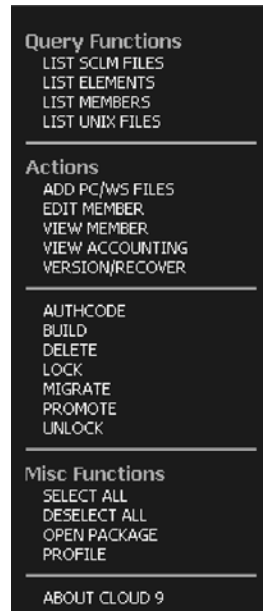 Query Functions
LIST SCLM FILES
LIST ELEMENTS
LIST MEMBERS
LIST UNIX FILES
Actions
ADD PC/WS FILES
EDIT MEMBER
VIEW MEMBER
VIEW ACCOUNTING
VERSION/RECOVER
AUTHCODE
BUILD
DELETE
LOCK
MIGRATE
PROMOTE
UNLOCK
Misc Functions
SELECT ALL
DESELECT ALL
OPEN PACKAGE
PROFILE
ABOUT CLOUD 9